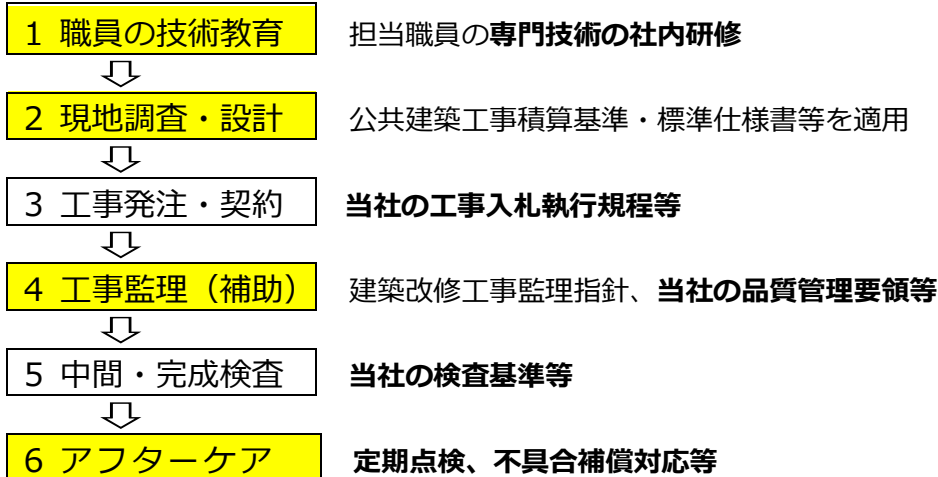 1 職員の技術教育 担当職員の専門技術の社内研修
2 現地調査・設計 公共建築工事積算基準・標準仕様書等を適用
3 工事発注・契約 当社の工事入札執行規程等
4 工事監理（補助） 建築改修工事監理指針、当社の品質管理要領等
5 中間・完成検査 当社の検査基準等
6 アフターケア 定期点検、不具合補償対応等